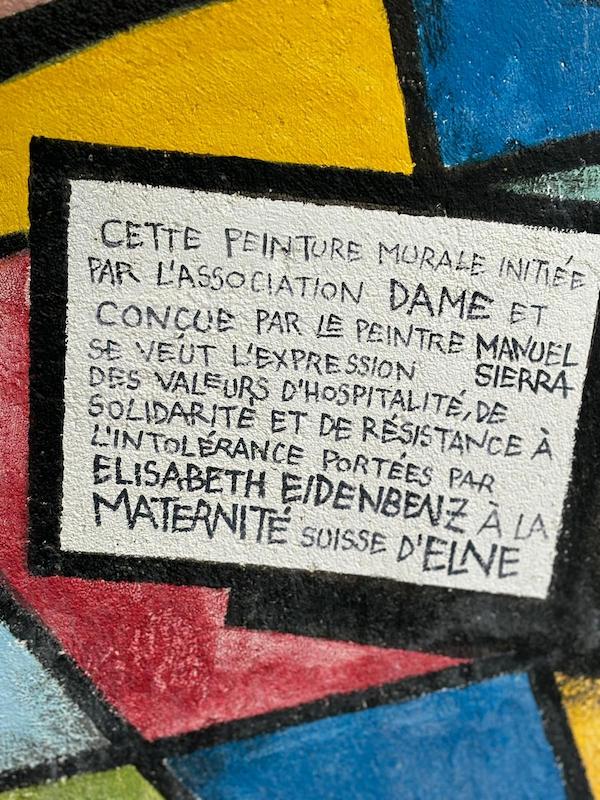 CETTE PEINTURE MURALE INITIÉE
PAR L'ASSOCIATION DAME ET
CONÇUE PAR LE PEINTRE MANUEL
SIERRA
SE VEUT L'EXPRESSION
DES VALEURS D'HOSPITALITÉ, DE
SOLIDARITÉ ET DE RÉSISTANCE À
L'INTOLÉRANCE PORTÉES PAR
ELISABETH EIDENBENZ À LA
MATERNITÉ SUISSE D'ELNE